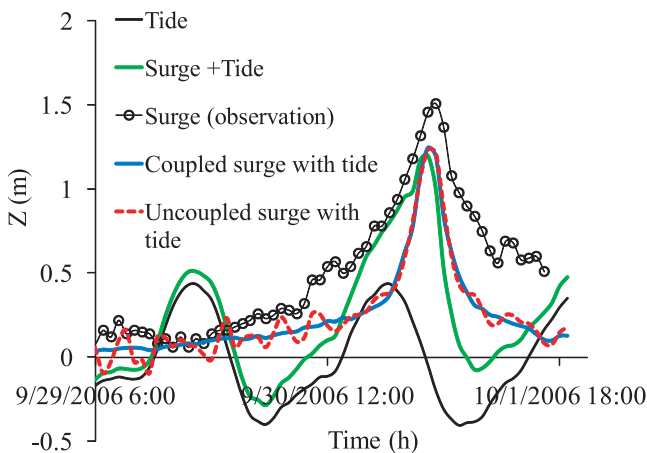 2
1.5
1
0.5
0
-0.5
Z (m)
Tide
Surge +Tide
Surge (observation)
Coupled surge with tide
Uncoupled surge with
tide
9/29/2006 6:00
9/30/2006 12:00
10/1/2006 18:00
Time (h)